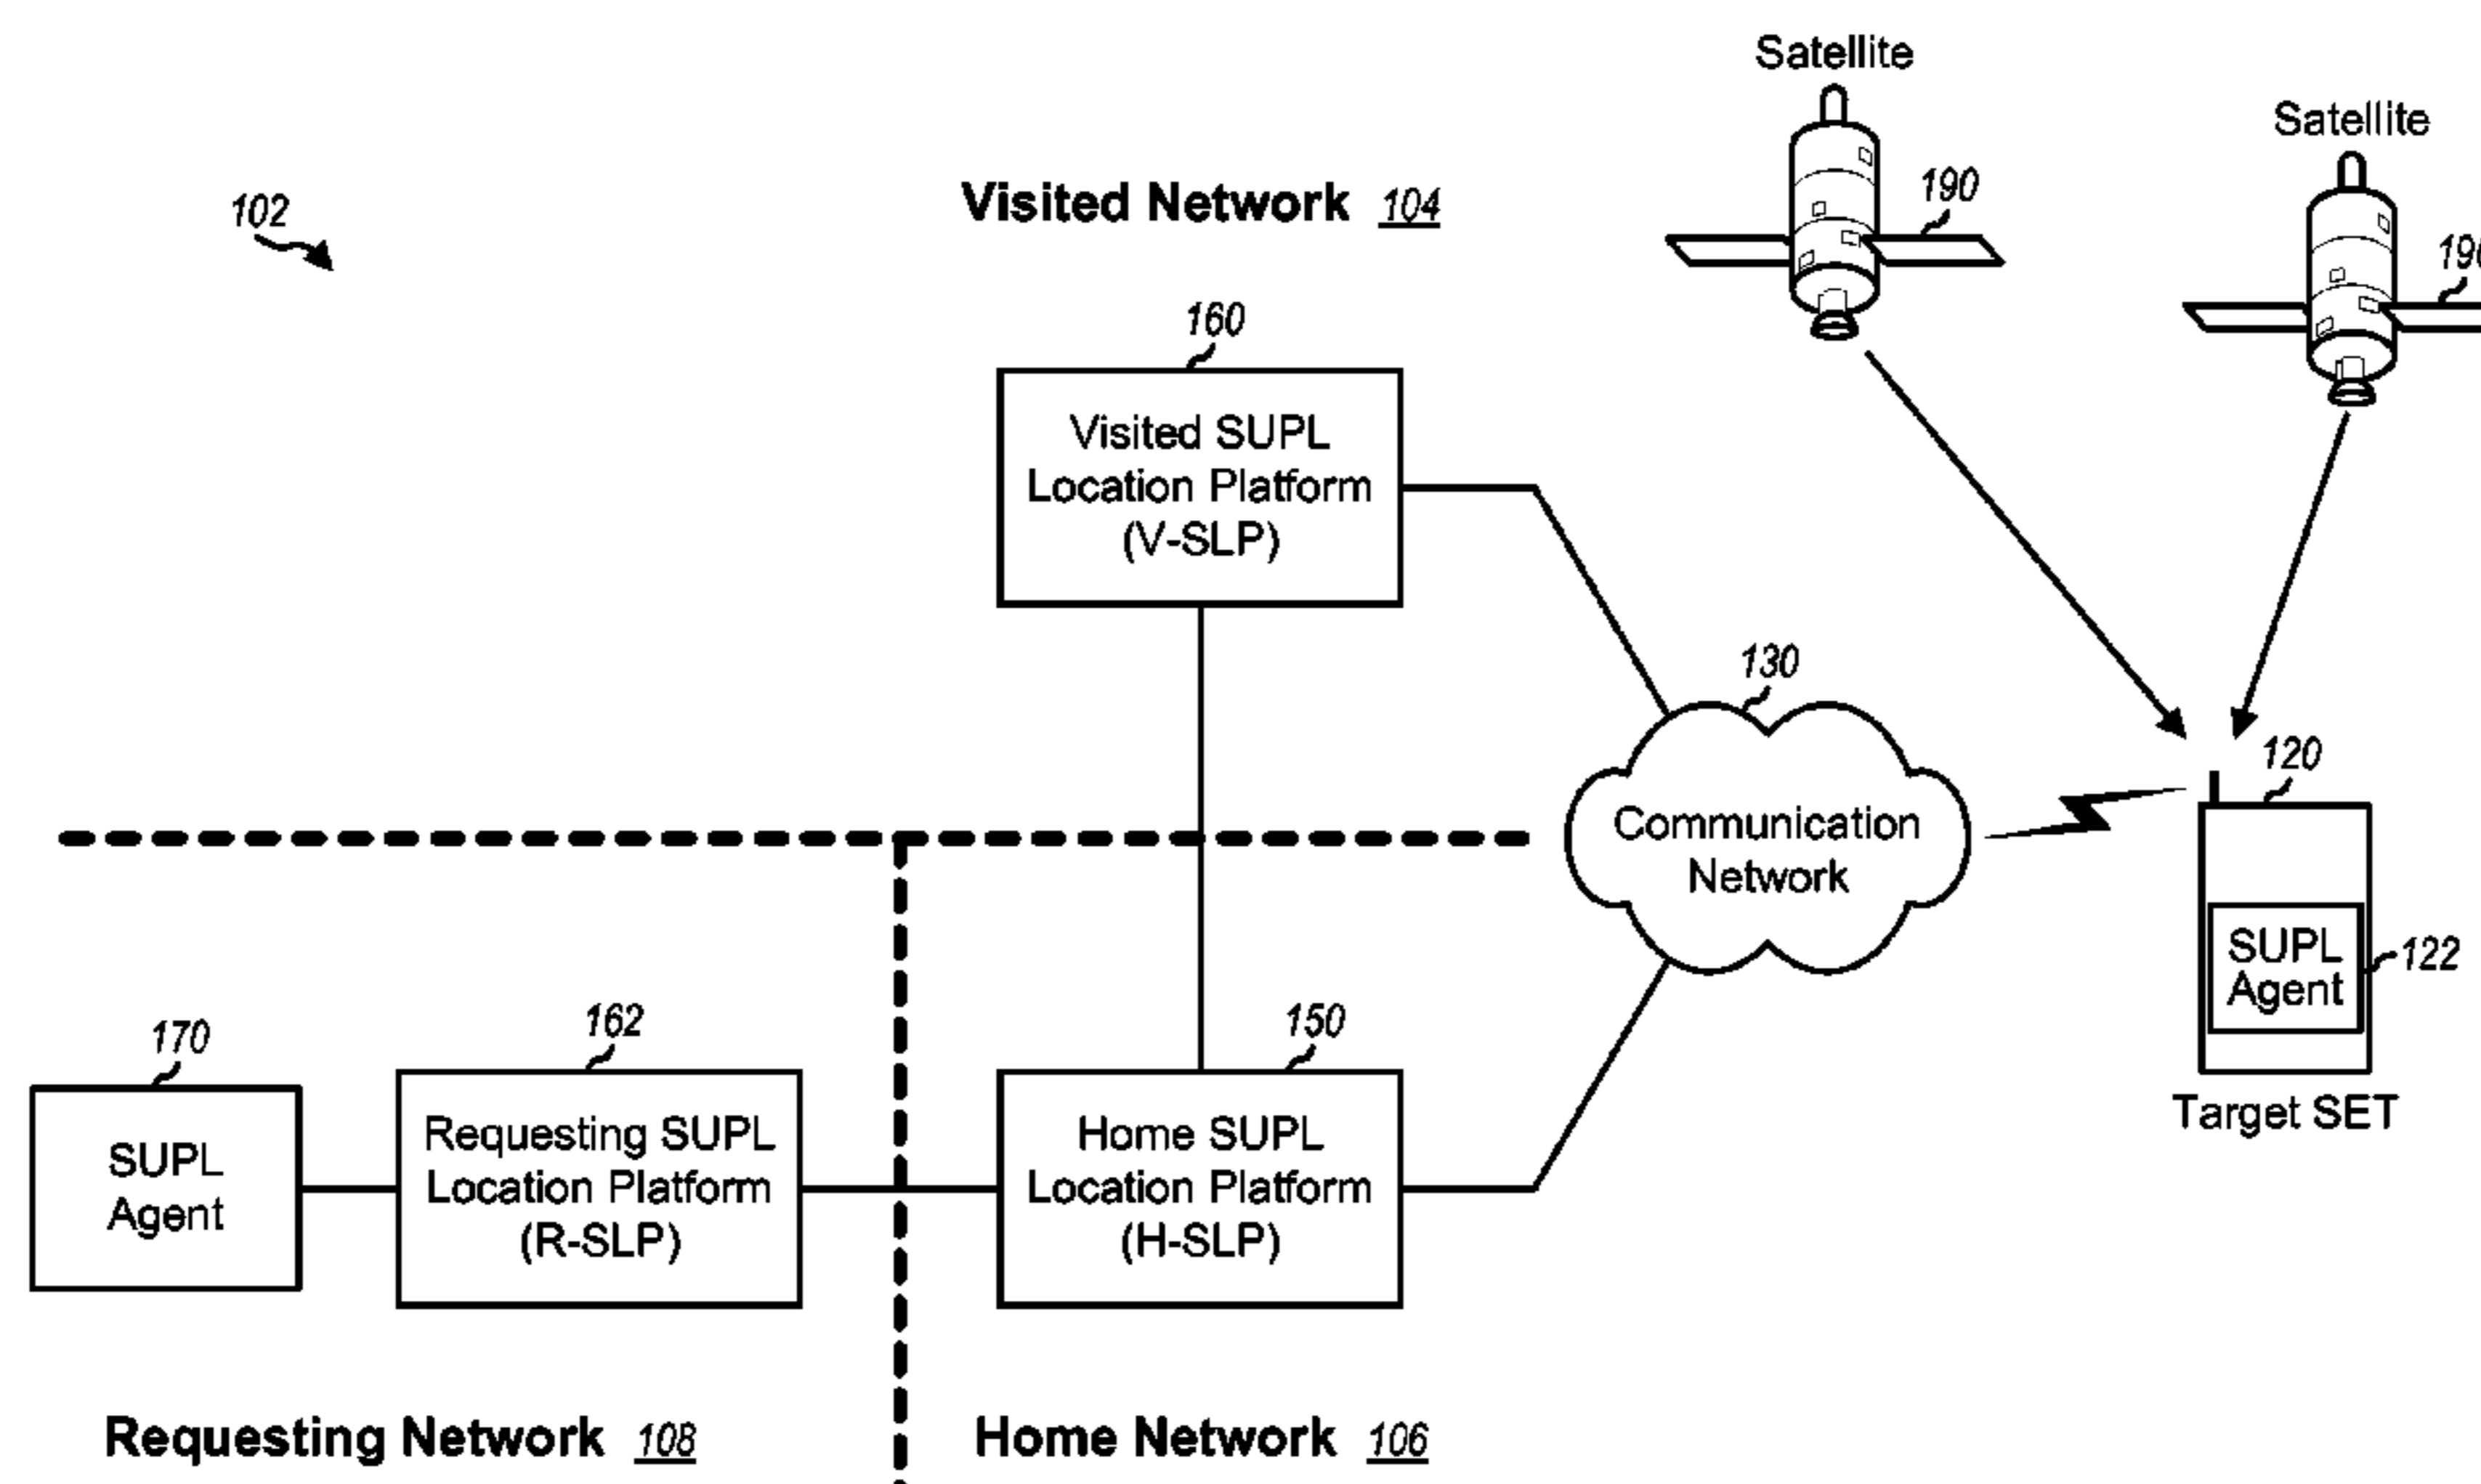 Satellite
Satellite
102
Visited Network 104
190
160
Visited SUPL
Location Platform
(V-SLP)
130
Communication
Network
120
SUPL
Agent
122
Target SET
170
SUPL
Agent
162
Requesting SUPL
Location Platform
(R-SLP)
150
Home SUPL
Location Platform
(H-SLP)
Requesting Network 108
Home Network 106